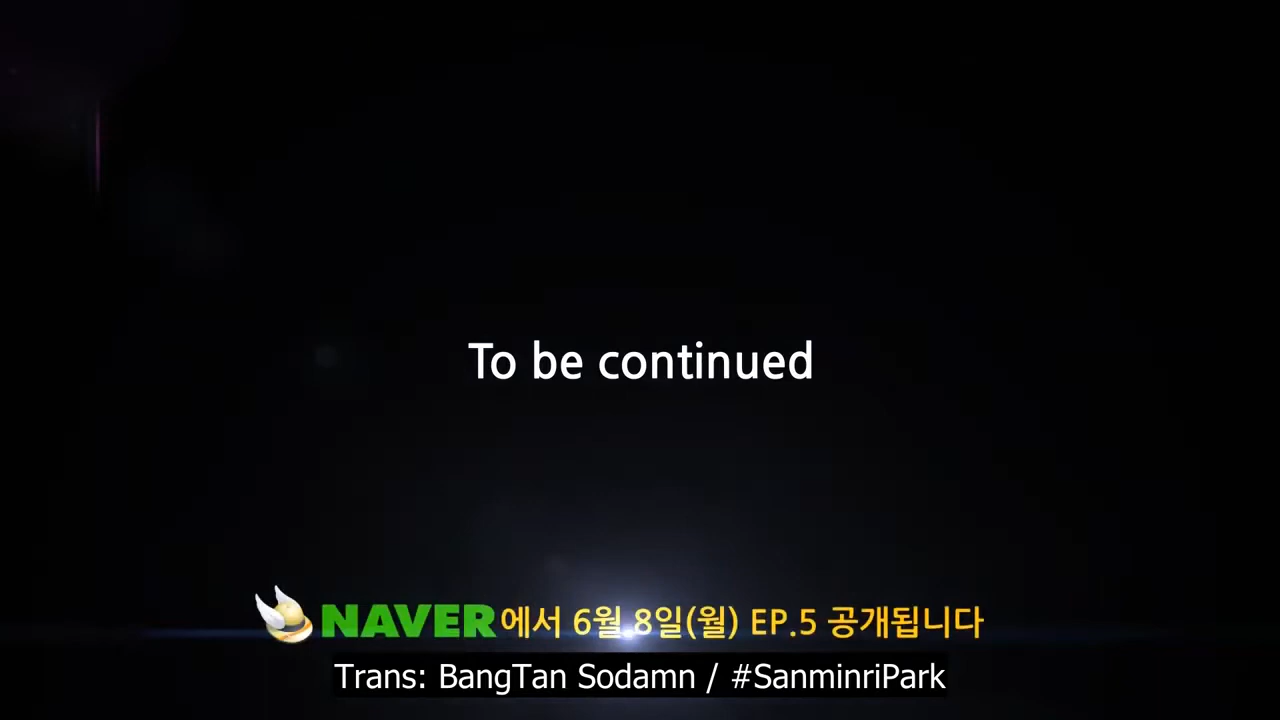 To be continued
NAVER에서 6월 8일(월) EP.5 공개됩니다
Trans: BangTan Sodamn / #SanminriPark